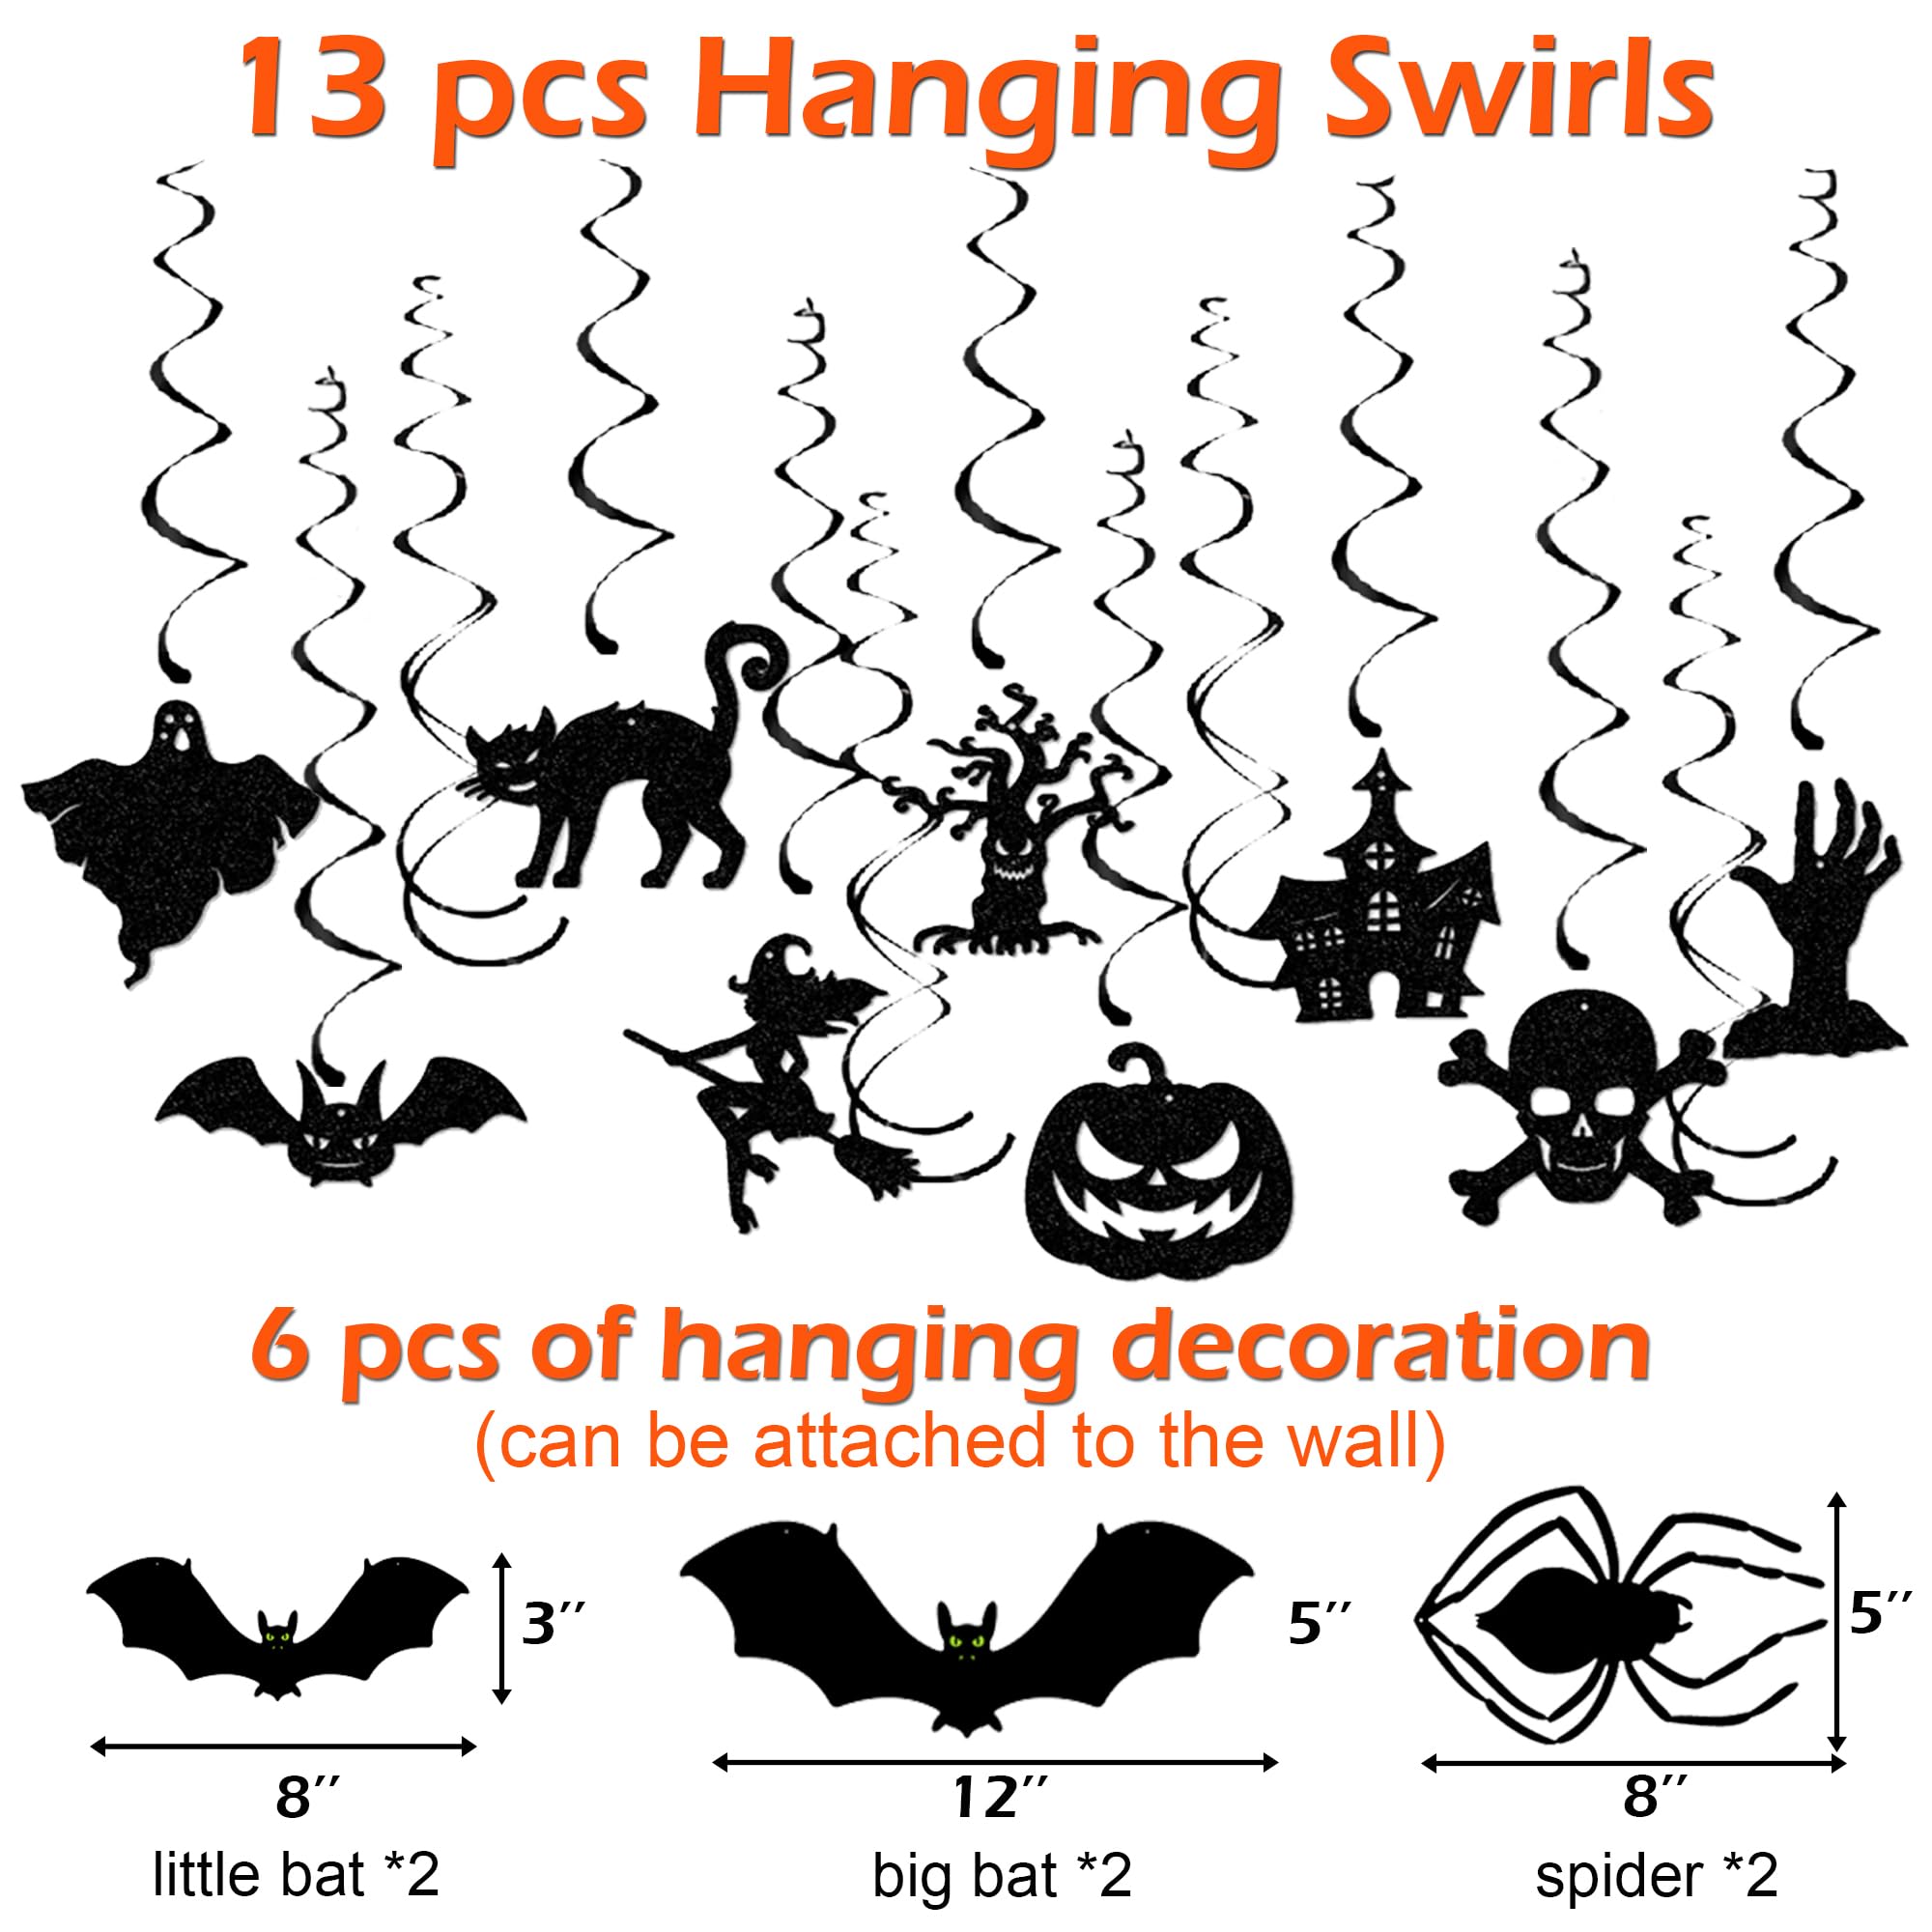 13 pcs Hanging Swirls
6 pcs of hanging decoration
(can be attached to the wall)
3″
5″
5″
8″
12″
8″
little bat *2
big bat *2
spider *2